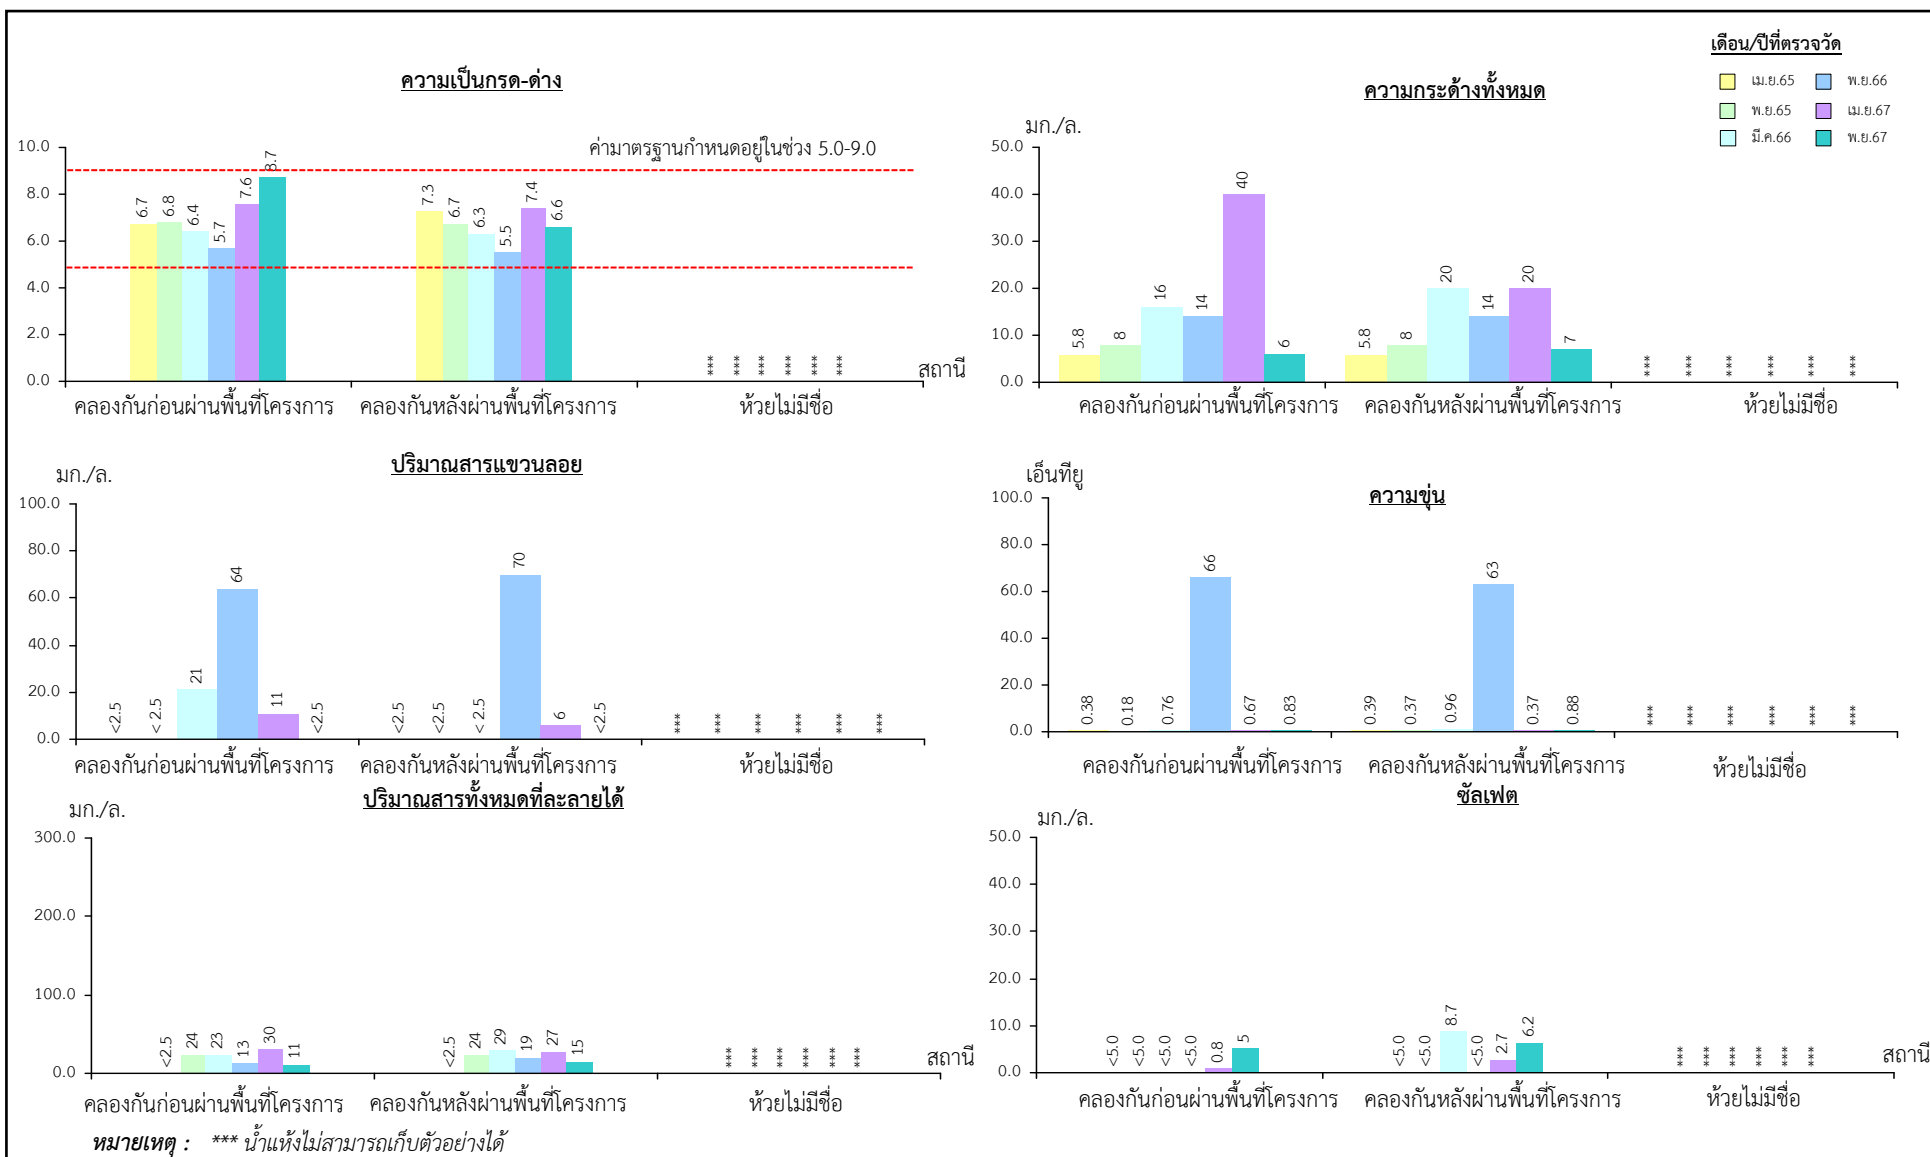 เดือน/ปีที่ตรวจวัด
เม.ย.65 พ.ย.66
พ.ย.65 เม.ย.67
มี.ค.66 พ.ย.67
ความเป็นกรด-ด่าง
ค่ามาตรฐานกำหนดอยู่ในช่วง 5.0-9.0
10.0
8.0
6.0
4.0
2.0
0.0
6.7 6.8 6.4 5.7 7.6 8.7
7.3 6.7 6.3 5.5 7.4 6.6
*** *** *** *** *** ***
สถานี
คลองกันก่อนผ่านพื้นที่โครงการ คลองกันหลังผ่านพื้นที่โครงการ ห้วยไม่มีชื่อ
ความกระด้างทั้งหมด
มก./ล.
50.0
40.0
30.0
20.0
10.0
0.0
5.8 8 16 14 40 6
5.8 8 20 14 20 7
*** *** *** *** *** ***
คลองกันก่อนผ่านพื้นที่โครงการ คลองกันหลังผ่านพื้นที่โครงการ ห้วยไม่มีชื่อ
ปริมาณสารแขวนลอย
มก./ล.
100.0
80.0
60.0
40.0
20.0
0.0
<2.5 < 2.5 21 64 11 <2.5
<2.5 <2.5 < 2.5 70 6 <2.5
*** *** *** *** *** ***
คลองกันก่อนผ่านพื้นที่โครงการ คลองกันหลังผ่านพื้นที่โครงการ ห้วยไม่มีชื่อ
ความขุ่น
เอ็นทียู
100.0
80.0
60.0
40.0
20.0
0.0
0.38 0.18 0.76 66 0.67 0.83
0.39 0.37 0.96 63 0.37 0.88
*** *** *** *** *** ***
คลองกันก่อนผ่านพื้นที่โครงการ คลองกันหลังผ่านพื้นที่โครงการ ห้วยไม่มีชื่อ
ปริมาณสารทั้งหมดที่ละลายได้
มก./ล.
300.0
200.0
100.0
0.0
<2.5 24 23 13 30 11
<2.5 24 29 19 27 15
*** *** *** *** *** ***
สถานี
คลองกันก่อนผ่านพื้นที่โครงการ คลองกันหลังผ่านพื้นที่โครงการ ห้วยไม่มีชื่อ
ซัลเฟต
มก./ล.
50.0
40.0
30.0
20.0
10.0
0.0
<5.0 <5.0 <5.0 <5.0 0.8 5
<5.0 <5.0 8.7 <5.0 2.7 6.2
*** *** *** *** *** ***
สถานี
คลองกันก่อนผ่านพื้นที่โครงการ คลองกันหลังผ่านพื้นที่โครงการ ห้วยไม่มีชื่อ
หมายเหตุ : *** น้ำแห้งไม่สามารถเก็บตัวอย่างได้